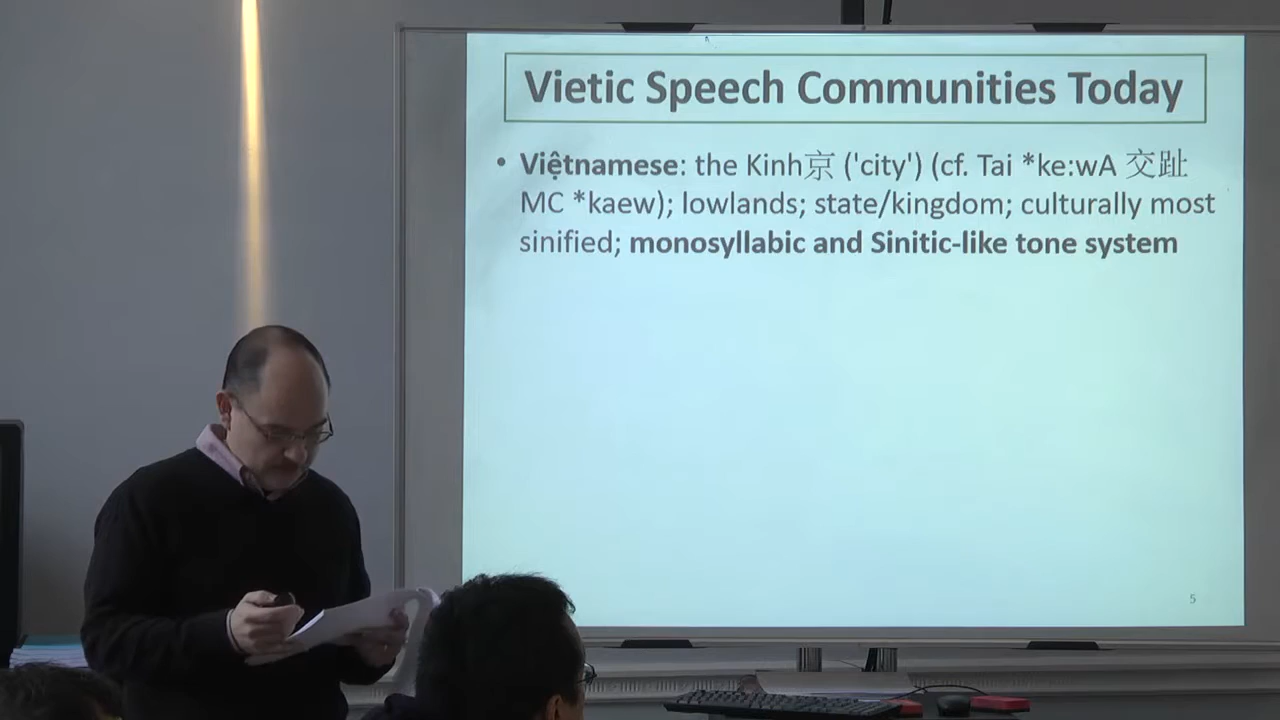 Vietic Speech Communities Today
• Việtnamese: the Kinh京 ('city') (cf. Tai *ke:wA 交趾
MC *kaew); lowlands; state/kingdom; culturally most
sinified; monosyllabic and Sinitic-like tone system
5